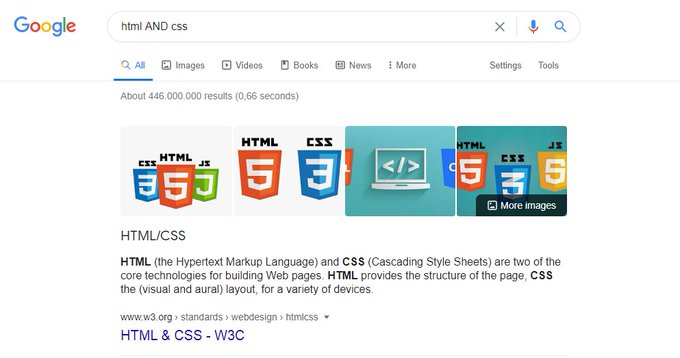 Google
html AND css
All
Images
Videos
Books
News
More
Settings
Tools
About 446.000.000 results (0,66 seconds)
CSS HTML JS
3 5
HTML CSS
5 3
</>
HTML CSS JS
5 3 5
More images
HTML/CSS
HTML (the Hypertext Markup Language) and CSS (Cascading Style Sheets) are two of the
core technologies for building Web pages. HTML provides the structure of the page, CSS
the (visual and aural) layout, for a variety of devices.
www.w3.org › standards › webdesign › htmlcss
HTML & CSS - W3C